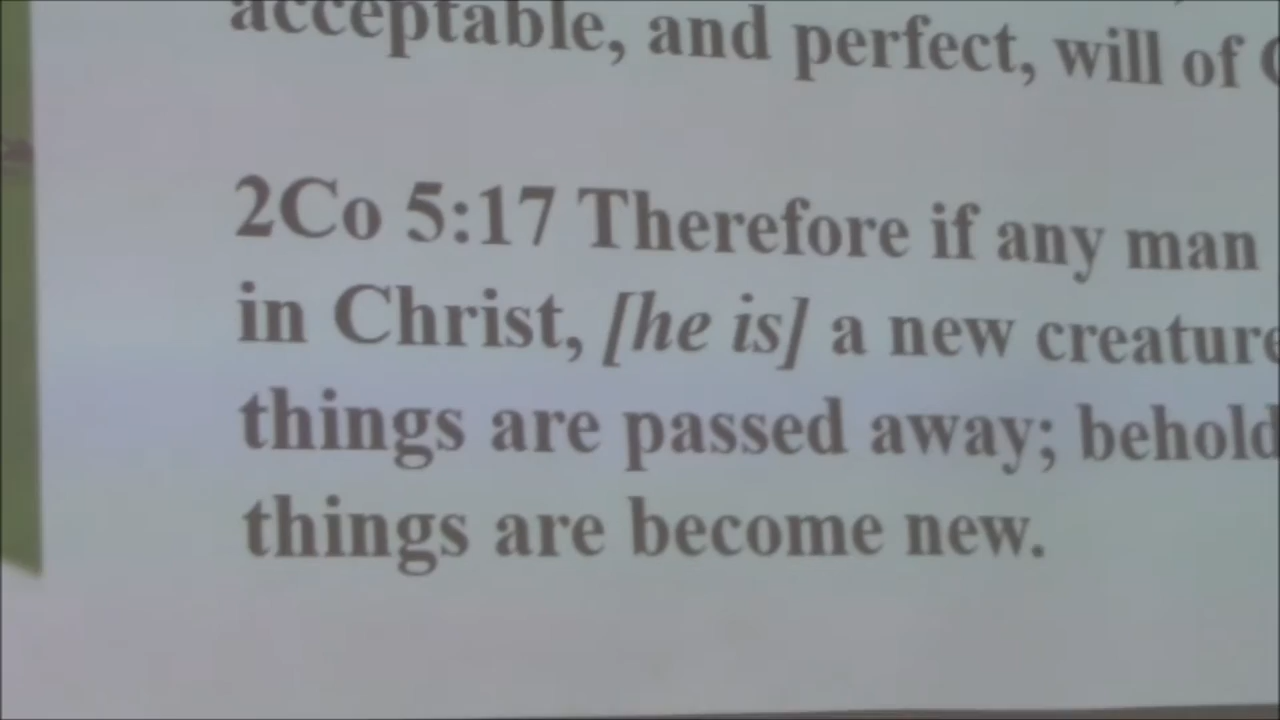 acceptable, and perfect, will of
2Co 5:17 Therefore if any man
in Christ, [he is] a new creature
things are passed away; behold
things are become new.